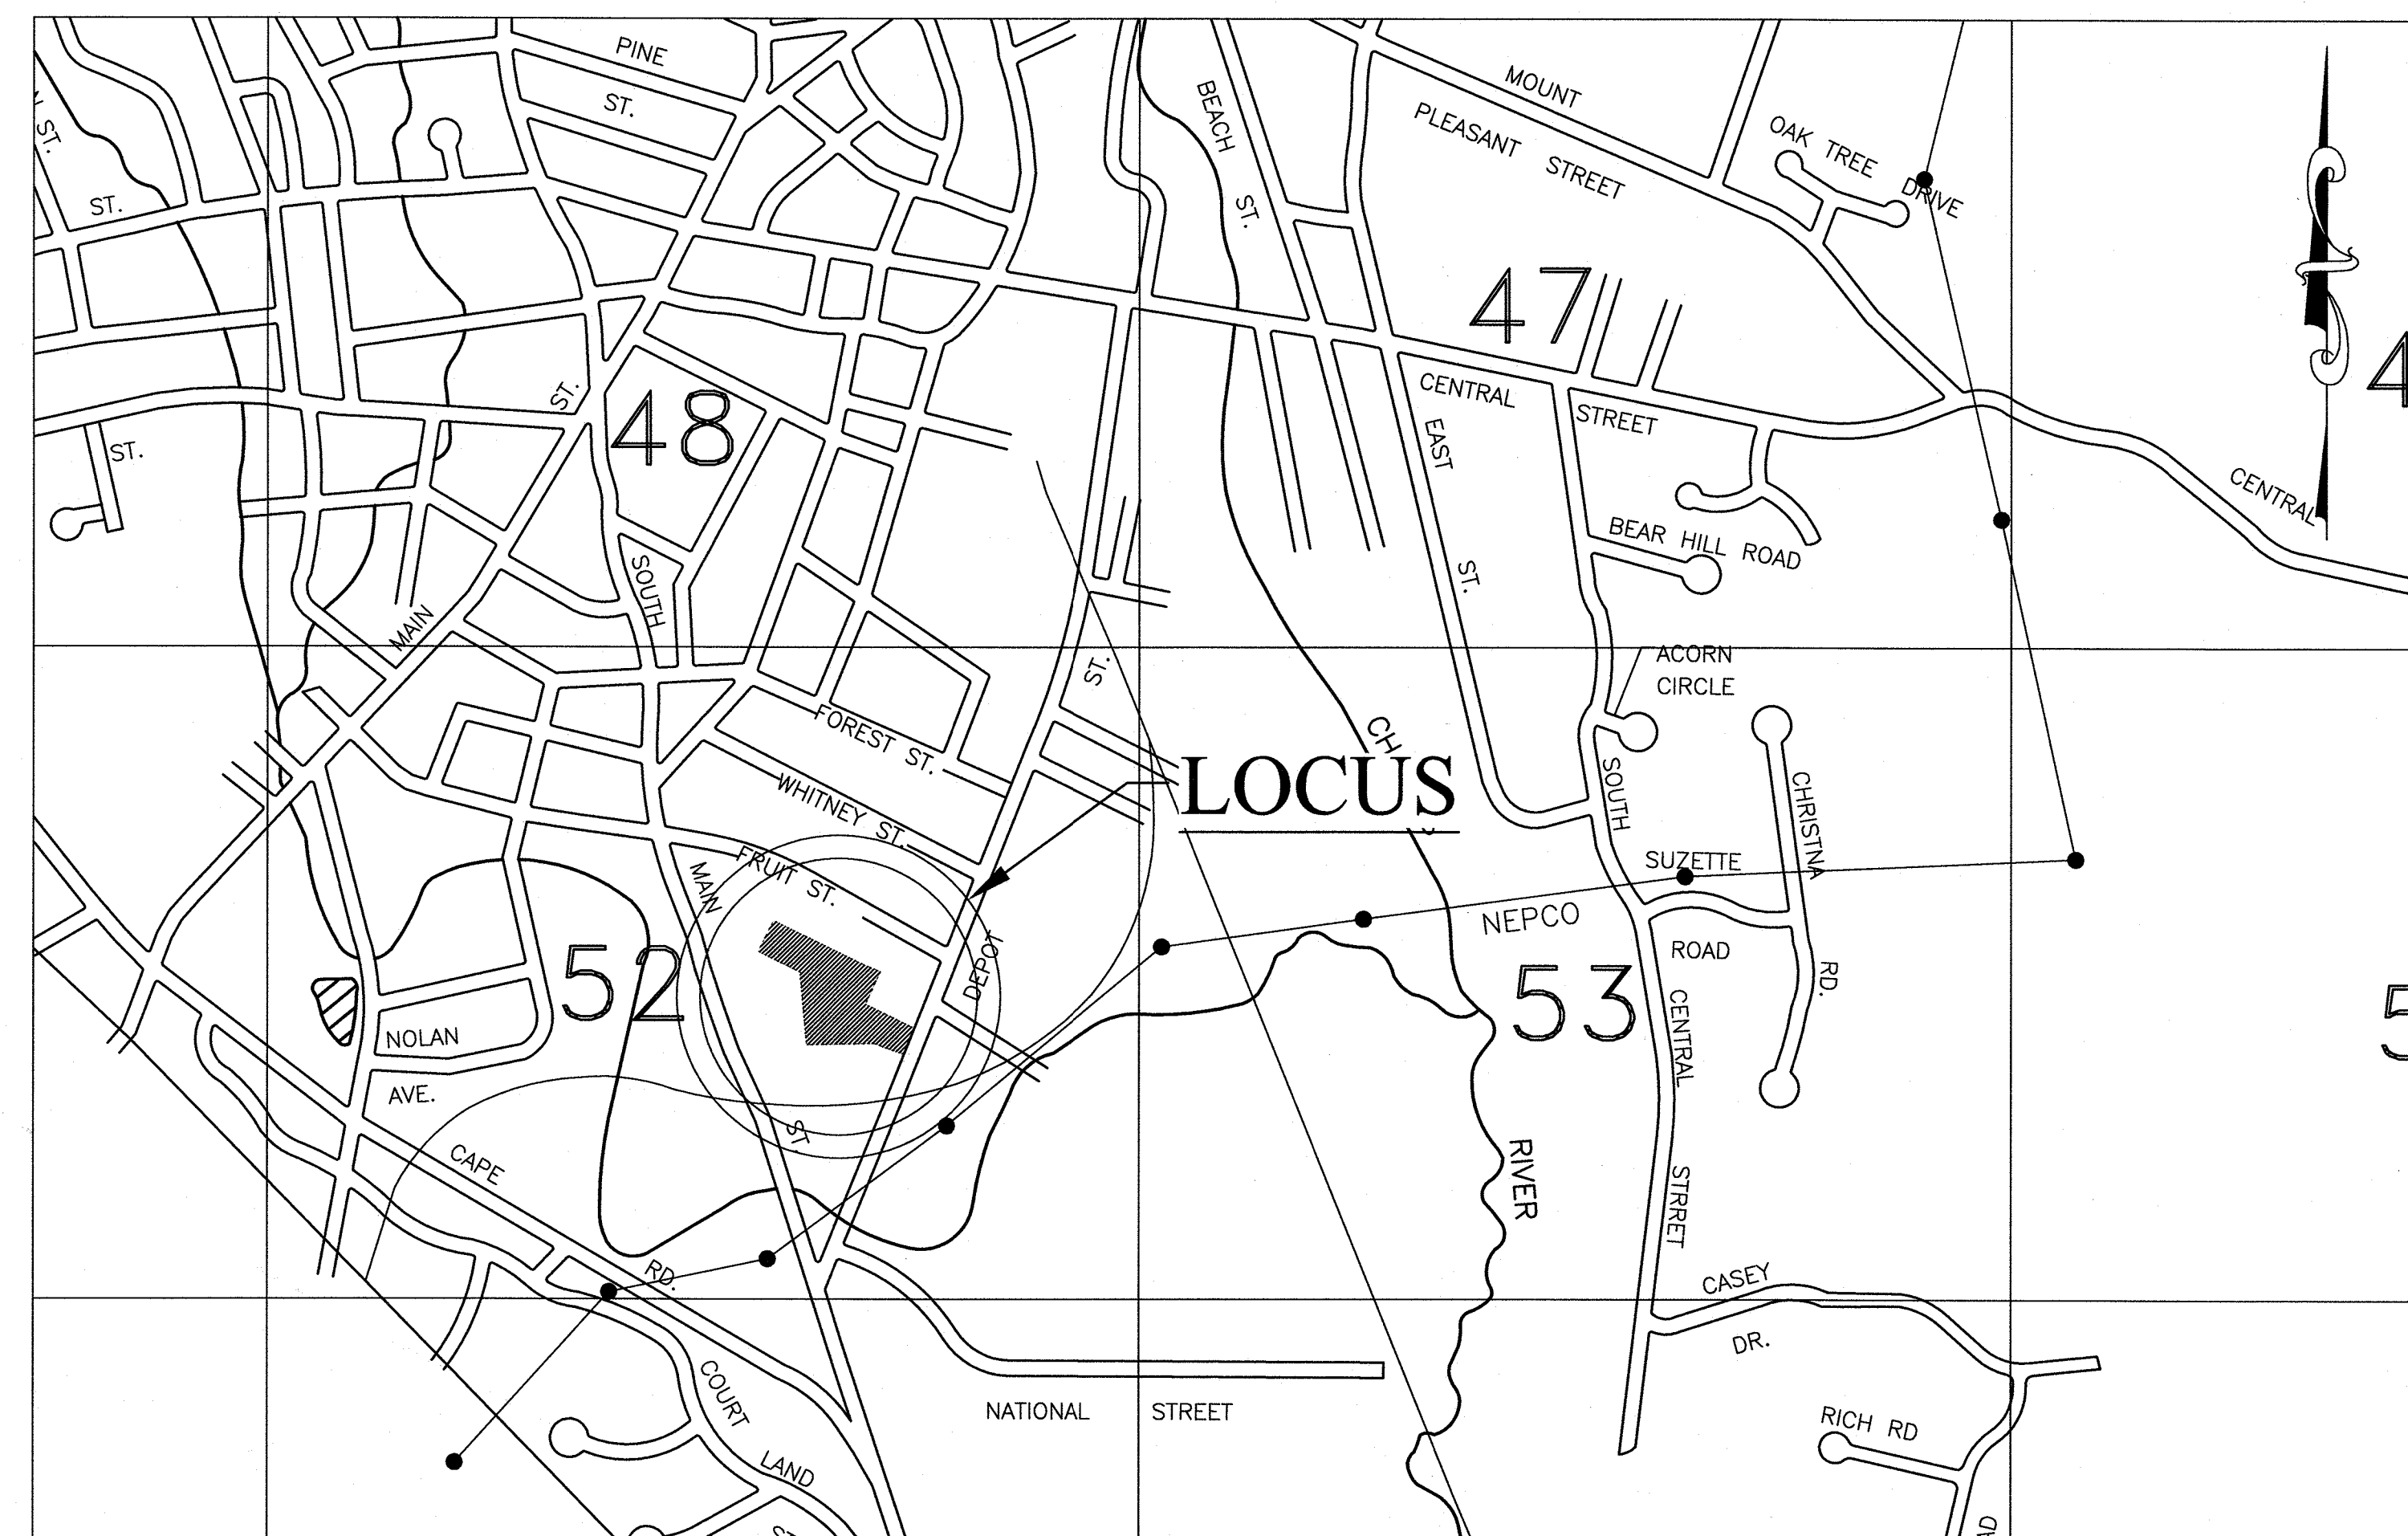 PINE
ST.
ST.
ST.
BEACH
ST.
MOUNT
PLEASANT STREET
OAK TREE
DRIVE
47
48
ST.
ST.
CENTRAL
STREET
EAST
ST.
CENTRAL
BEAR HILL ROAD
MAIN
SOUTH
ST.
ACORN
CIRCLE
FOREST ST.
WHITNEY ST.
LOCUS
SOUTH
CHRISTNA
RD.
FRUIT ST.
MAIN
ST.
SUZETTE
ROAD
NEPCO
DEPOT
52
53
NOLAN
AVE.
CENTRAL
STRRET
CAPE
RD.
RIVER
CASEY
DR.
COURT
LAND
NATIONAL STREET
RICH RD